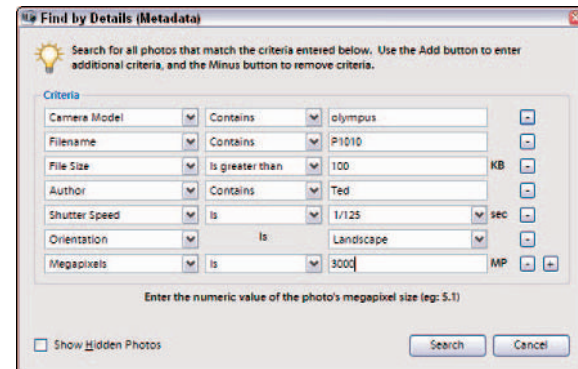 Find by Details (Metadata)
Search for all photos that match the criteria entered below. Use the Add button to enter
additional criteria, and the Minus button to remove criteria.
Criteria
Camera Model Contains olympus -
Filename Contains P1010 -
File Size Is greater than 100 KB -
Author Contains Ted -
Shutter Speed Is 1/125 sec -
Orientation Is Landscape -
Megapixels Is 3000 MP - +
Enter the numeric value of the photo's megapixel size (eg: 5.1)
Show Hidden Photos Search Cancel